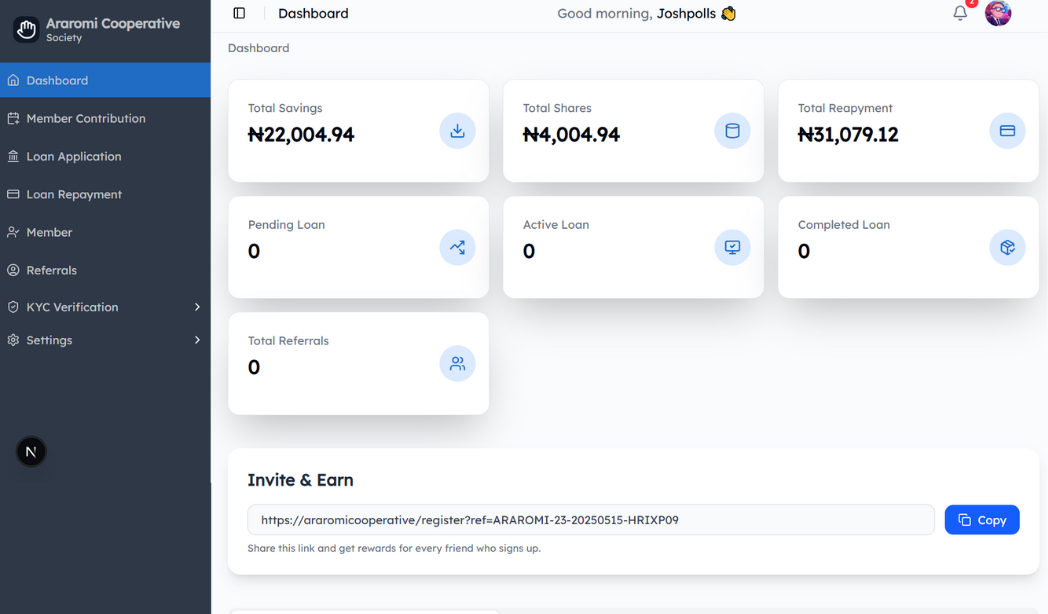 Araromi Cooperative
Society
Dashboard
Good morning, Joshpolls 👋
2
Dashboard
Dashboard
Member Contribution
Loan Application
Loan Repayment
Member
Referrals
KYC Verification
Settings
N
Total Savings
₦22,004.94
Total Shares
₦4,004.94
Total Reapyment
₦31,079.12
Pending Loan
0
Active Loan
0
Completed Loan
0
Total Referrals
0
Invite & Earn
https://araromicooperative/register?ref=ARAROMI-23-20250515-HRIXP09
Copy
Share this link and get rewards for every friend who signs up.